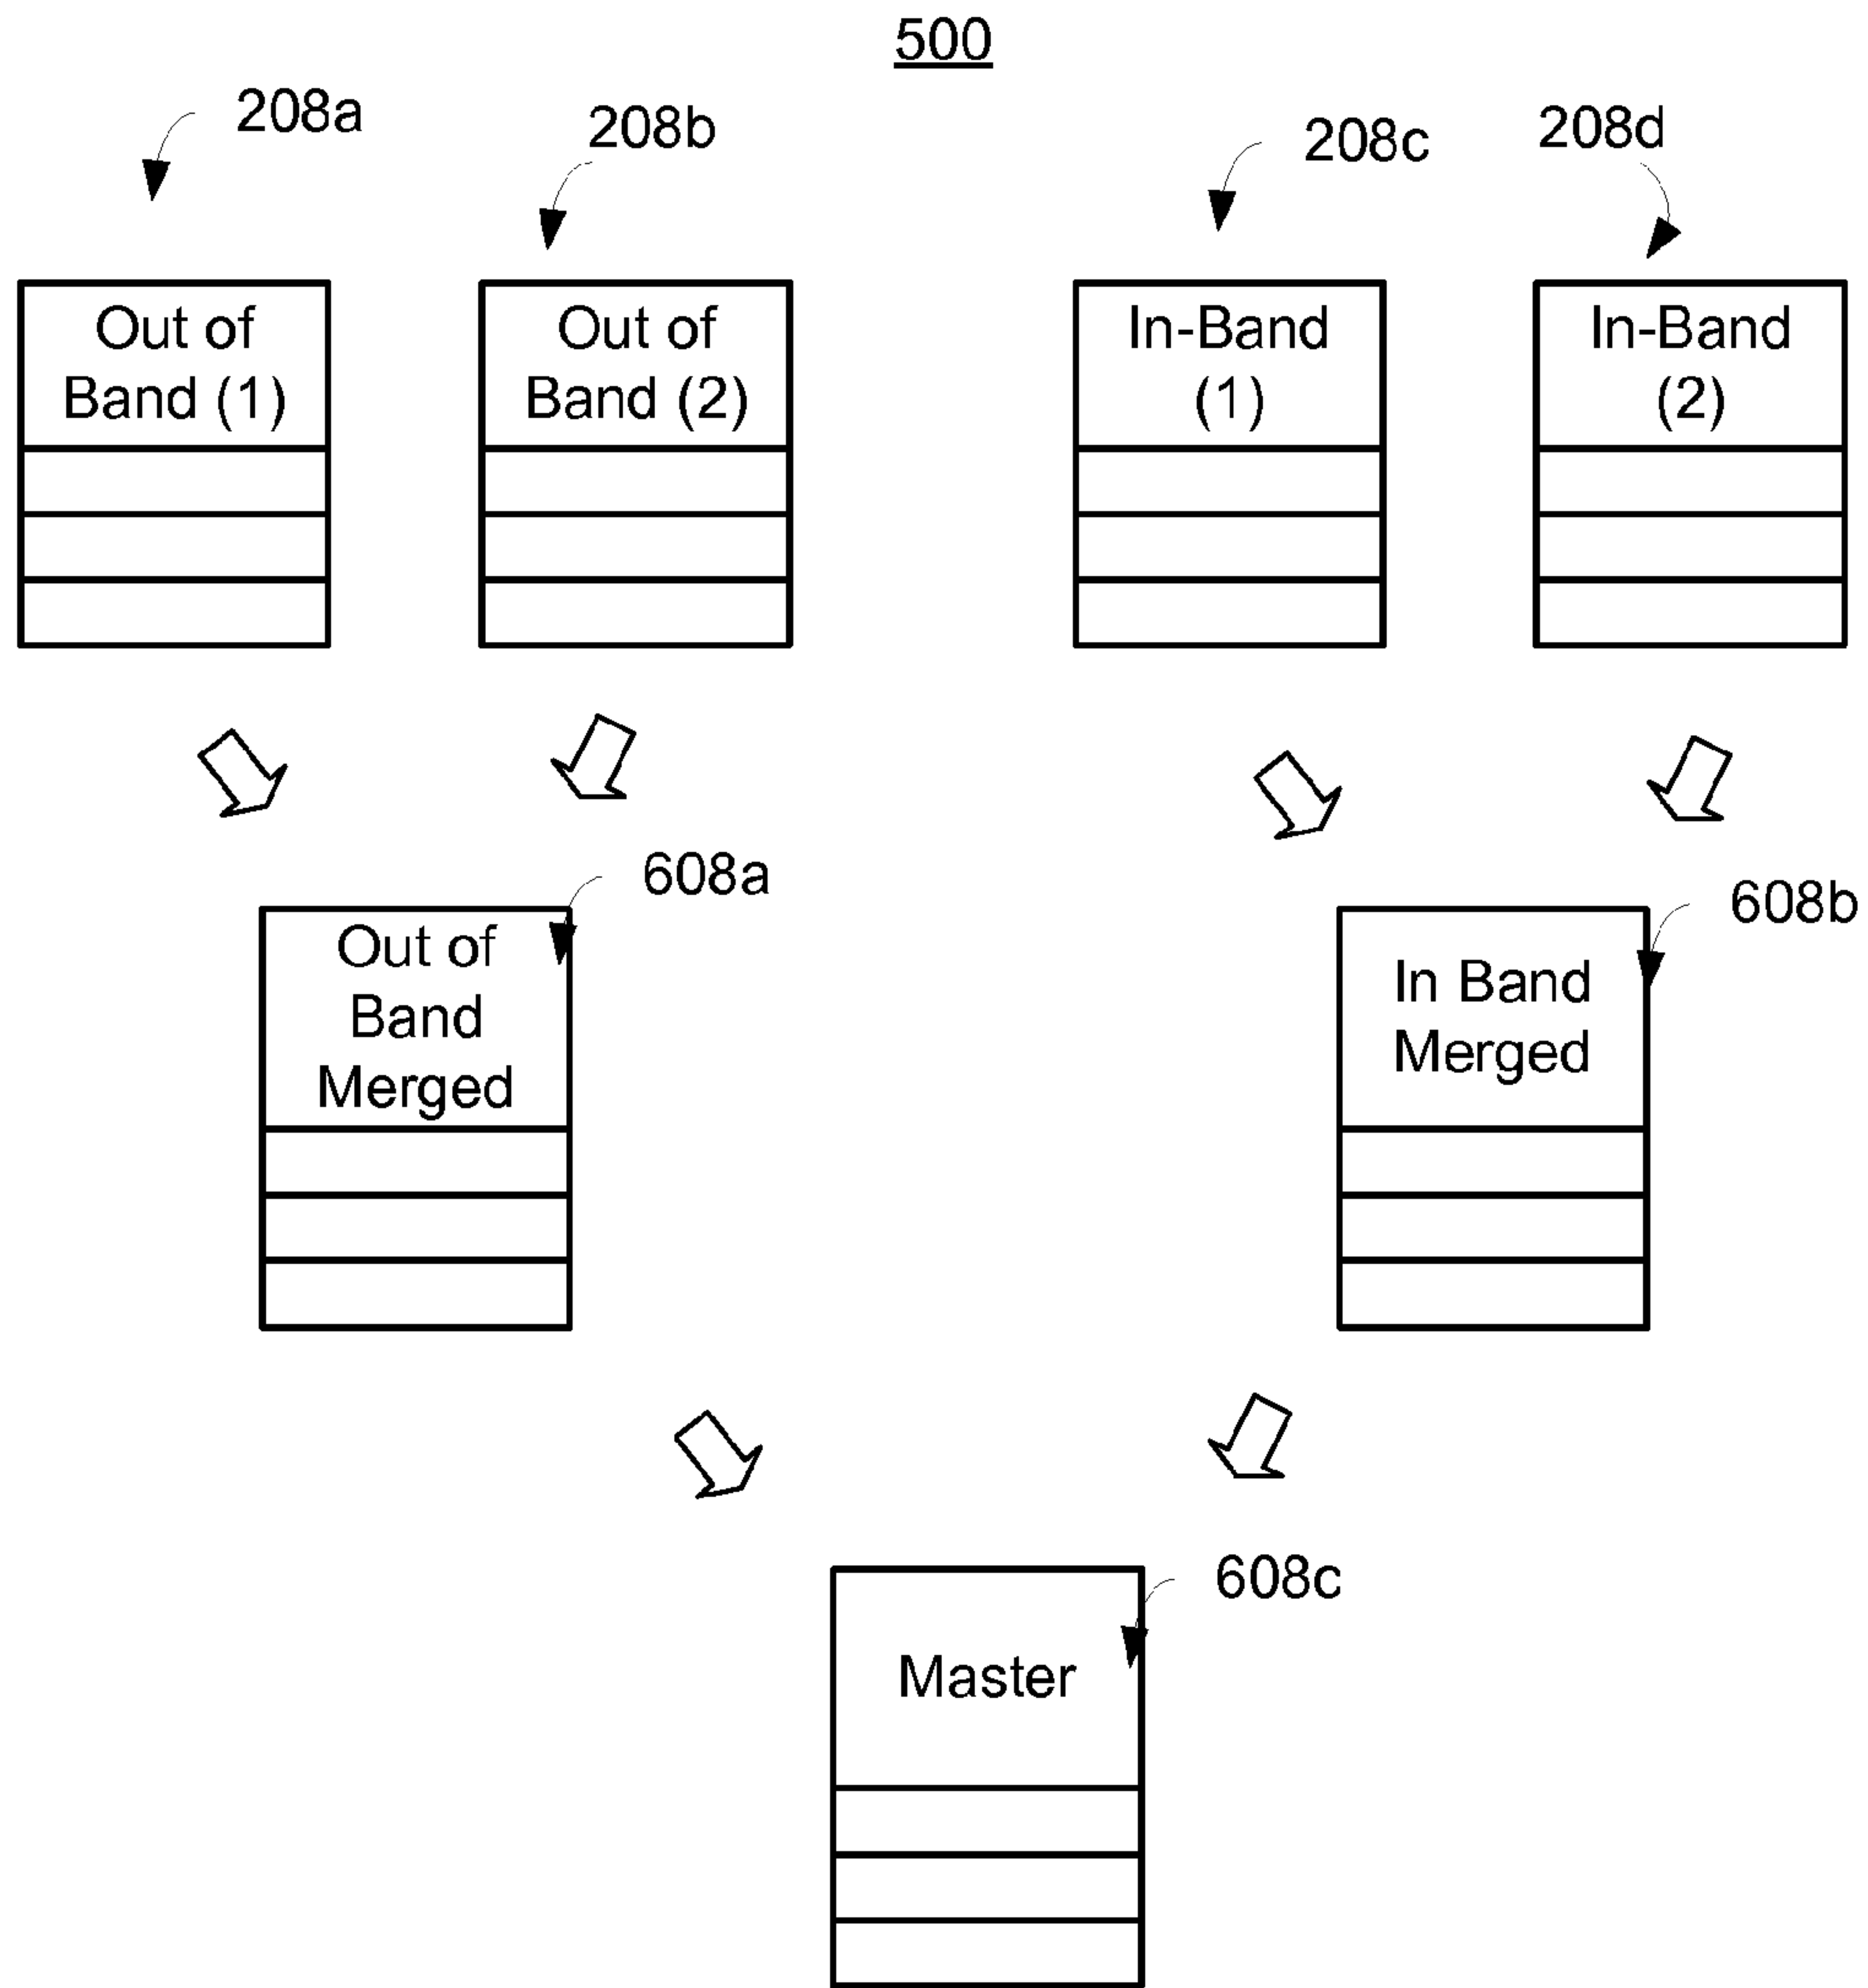 500
208a
208b
208c
208d
Out of
Band (1)
Out of
Band (2)
In-Band
(1)
In-Band
(2)
608a
608b
Out of
Band
Merged
In Band
Merged
608c
Master